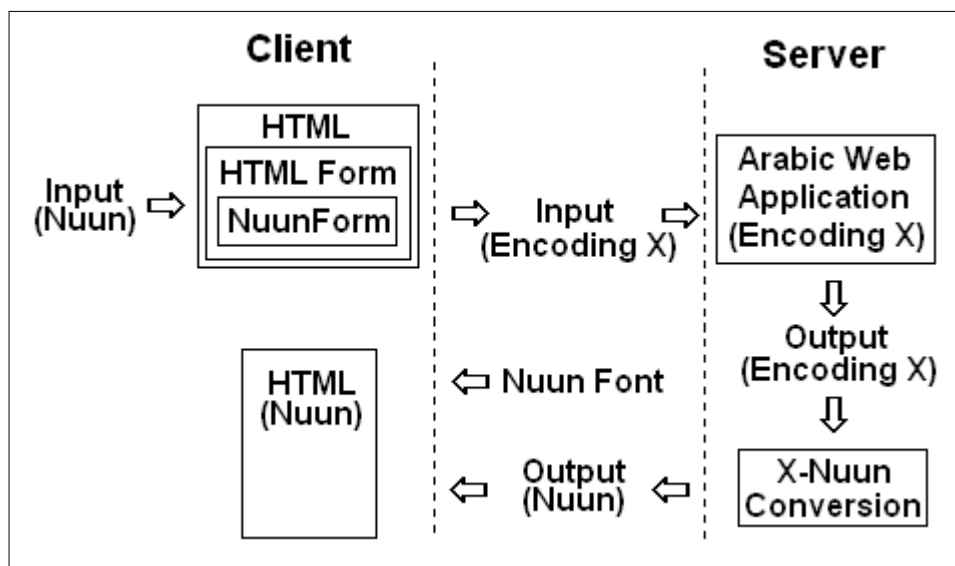 Client
Server
Input
(Nuun)
HTML
HTML Form
NuunForm
Input
(Encoding X)
Arabic Web
Application
(Encoding X)
Output
(Encoding X)
X-Nuun
Conversion
Nuun Font
Output
(Nuun)
HTML
(Nuun)